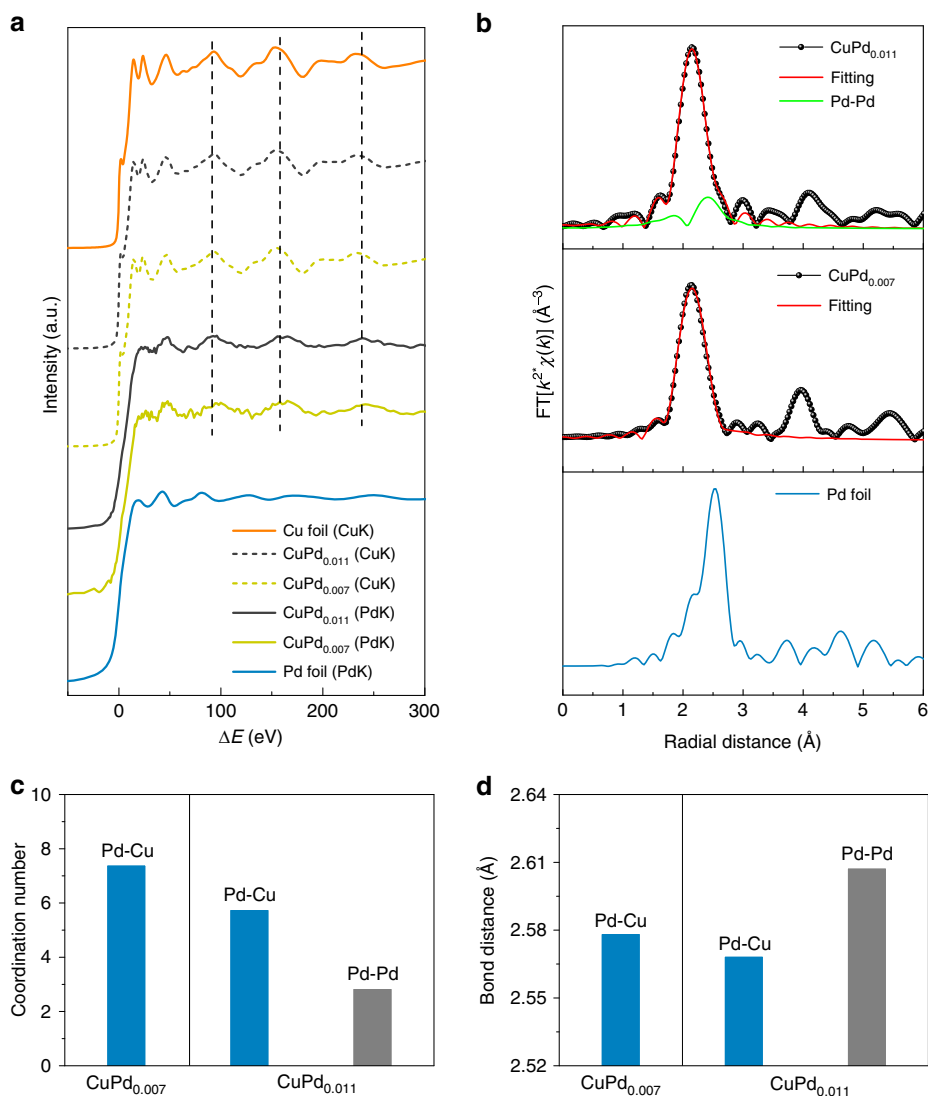 a
Intensity (a.u.)
Cu foil (CuK)
CuPd0.011 (CuK)
CuPd0.007 (CuK)
CuPd0.011 (PdK)
CuPd0.007 (PdK)
Pd foil (PdK)
0 100 200 300
ΔE (eV)
b
FT[k2*χ(k)] (Å−3)
CuPd0.011
Fitting
Pd-Pd
CuPd0.007
Fitting
Pd foil
0 1 2 3 4 5 6
Radial distance (Å)
c
Coordination number
10
8
6
4
2
0
Pd-Cu
Pd-Cu
Pd-Pd
CuPd0.007 CuPd0.011
d
Bond distance (Å)
2.64
2.61
2.58
2.55
2.52
Pd-Cu
Pd-Cu
Pd-Pd
CuPd0.007 CuPd0.011